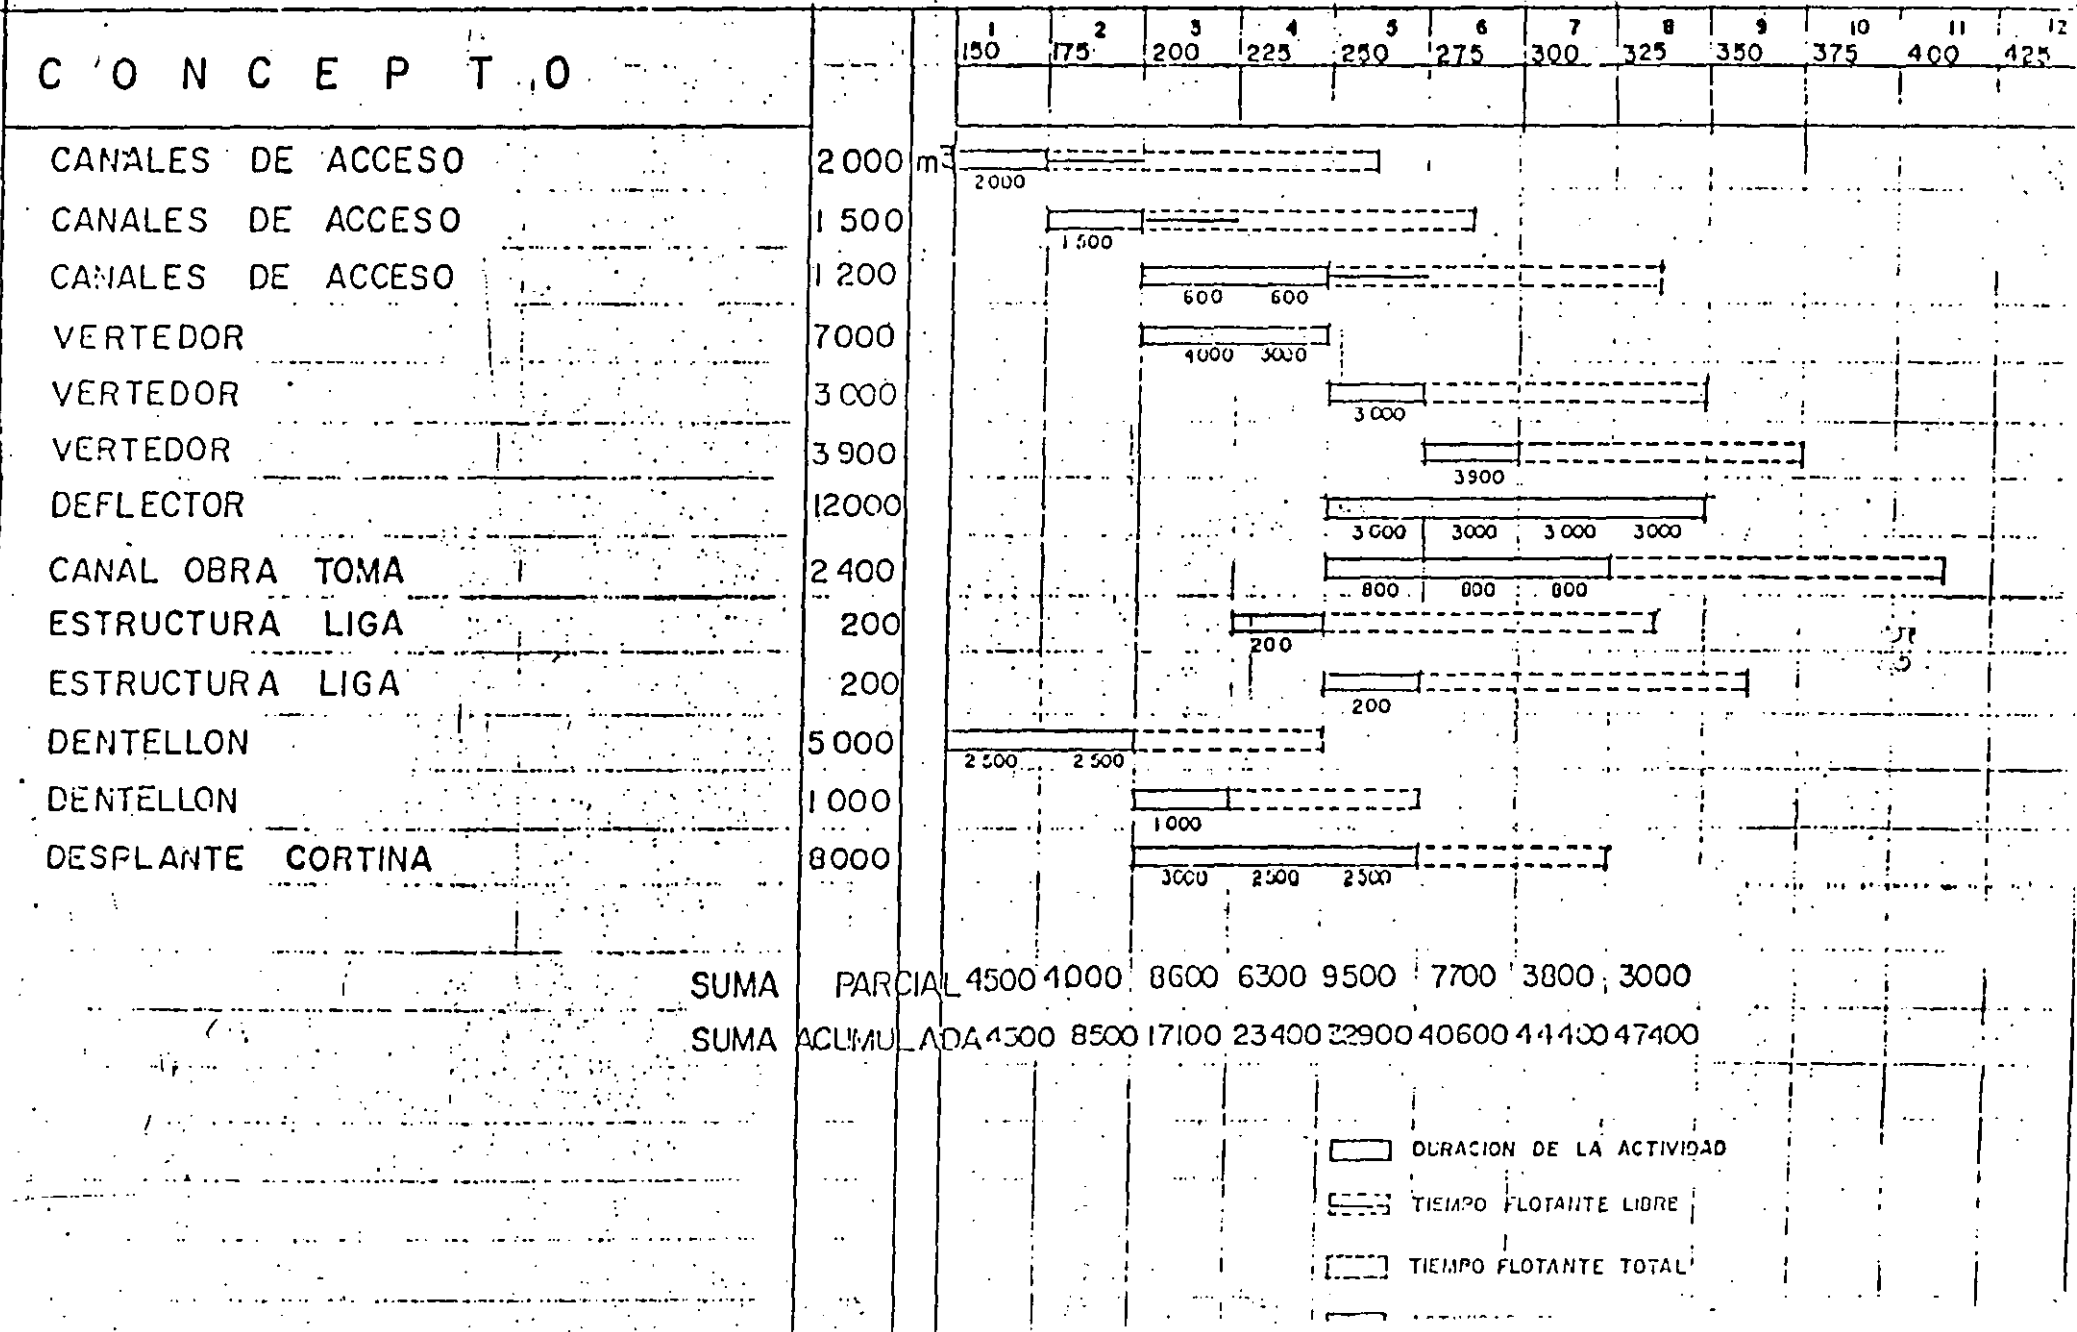 1 2 3 4 5 6 7 8 9 10 11 12
150 175 200 225 250 275 300 325 350 375 400 425
CONCEPTO
CANALES DE ACCESO 2000 m3
2000
CANALES DE ACCESO 1500
1500
CANALES DE ACCESO 1200
600 600
VERTEDOR 7000
4000 3000
VERTEDOR 3000
3000
VERTEDOR 3900
3900
DEFLECTOR 12000
3000 3000 3000 3000
CANAL OBRA TOMA 2400
800 800 800
ESTRUCTURA LIGA 200
200
ESTRUCTURA LIGA 200
200
DENTELLON 5000
2500 2500
DENTELLON 1000
1000
DESPLANTE CORTINA 8000
3000 2500 2500
SUMA PARCIAL 4500 4000 8600 6300 9500 7700 3800 3000
SUMA ACUMULADA 4500 8500 17100 23400 32900 40600 44400 47400
DURACION DE LA ACTIVIDAD
TIEMPO FLOTANTE LIBRE
TIEMPO FLOTANTE TOTAL